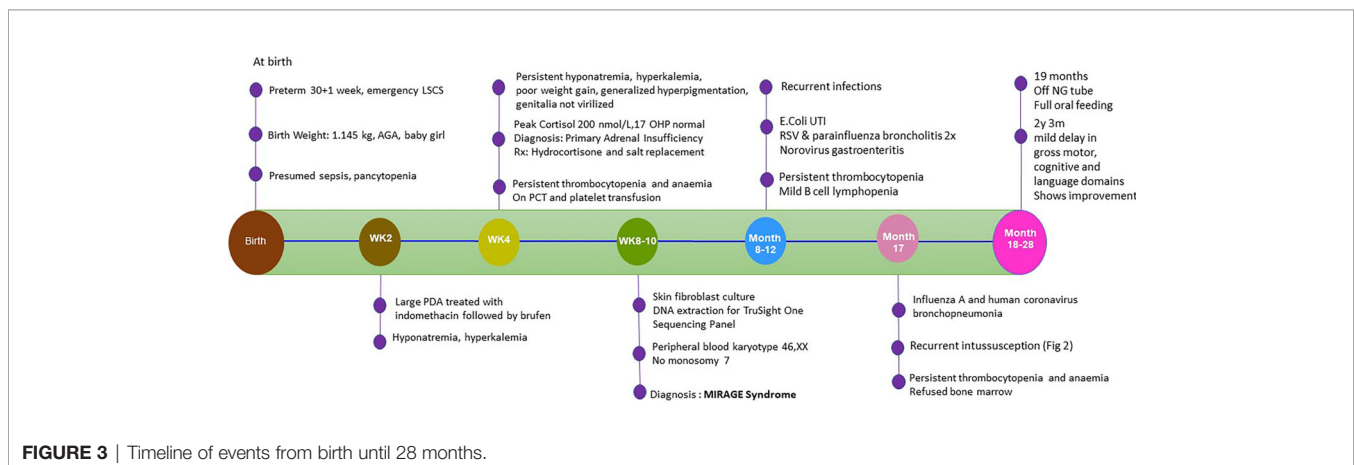 At birth
Preterm 30+1 week, emergency LSCS
Birth Weight: 1.145 kg, AGA, baby girl
Presumed sepsis, pancytopenia
Persistent hyponatremia, hyperkalemia,
poor weight gain, generalized hyperpigmentation,
genitalia not virilized
Peak Cortisol 200 nmol/L,17 OHP normal
Diagnosis: Primary Adrenal Insufficiency
Rx: Hydrocortisone and salt replacement
Persistent thrombocytopenia and anaemia
On PCT and platelet transfusion
Recurrent infections
E.Coli UTI
RSV & parainfluenza broncholitis 2x
Norovirus gastroenteritis
Persistent thrombocytopenia
Mild B cell lymphopenia
19 months
Off NG tube
Full oral feeding
2y 3m
mild delay in
gross motor,
cognitive and
language domains
Shows improvement
Birth
WK2
WK4
WK8-10
Month
8-12
Month
17
Month
18-28
Large PDA treated with
indomethacin followed by brufen
Hyponatremia, hyperkalemia
Skin fibroblast culture
DNA extraction for TruSight One
Sequencing Panel
Peripheral blood karyotype 46,XX
No monosomy 7
Diagnosis : MIRAGE Syndrome
Influenza A and human coronavirus
bronchopneumonia
Recurrent intussusception (Fig 2)
Persistent thrombocytopenia and anaemia
Refused bone marrow
FIGURE 3 | Timeline of events from birth until 28 months.